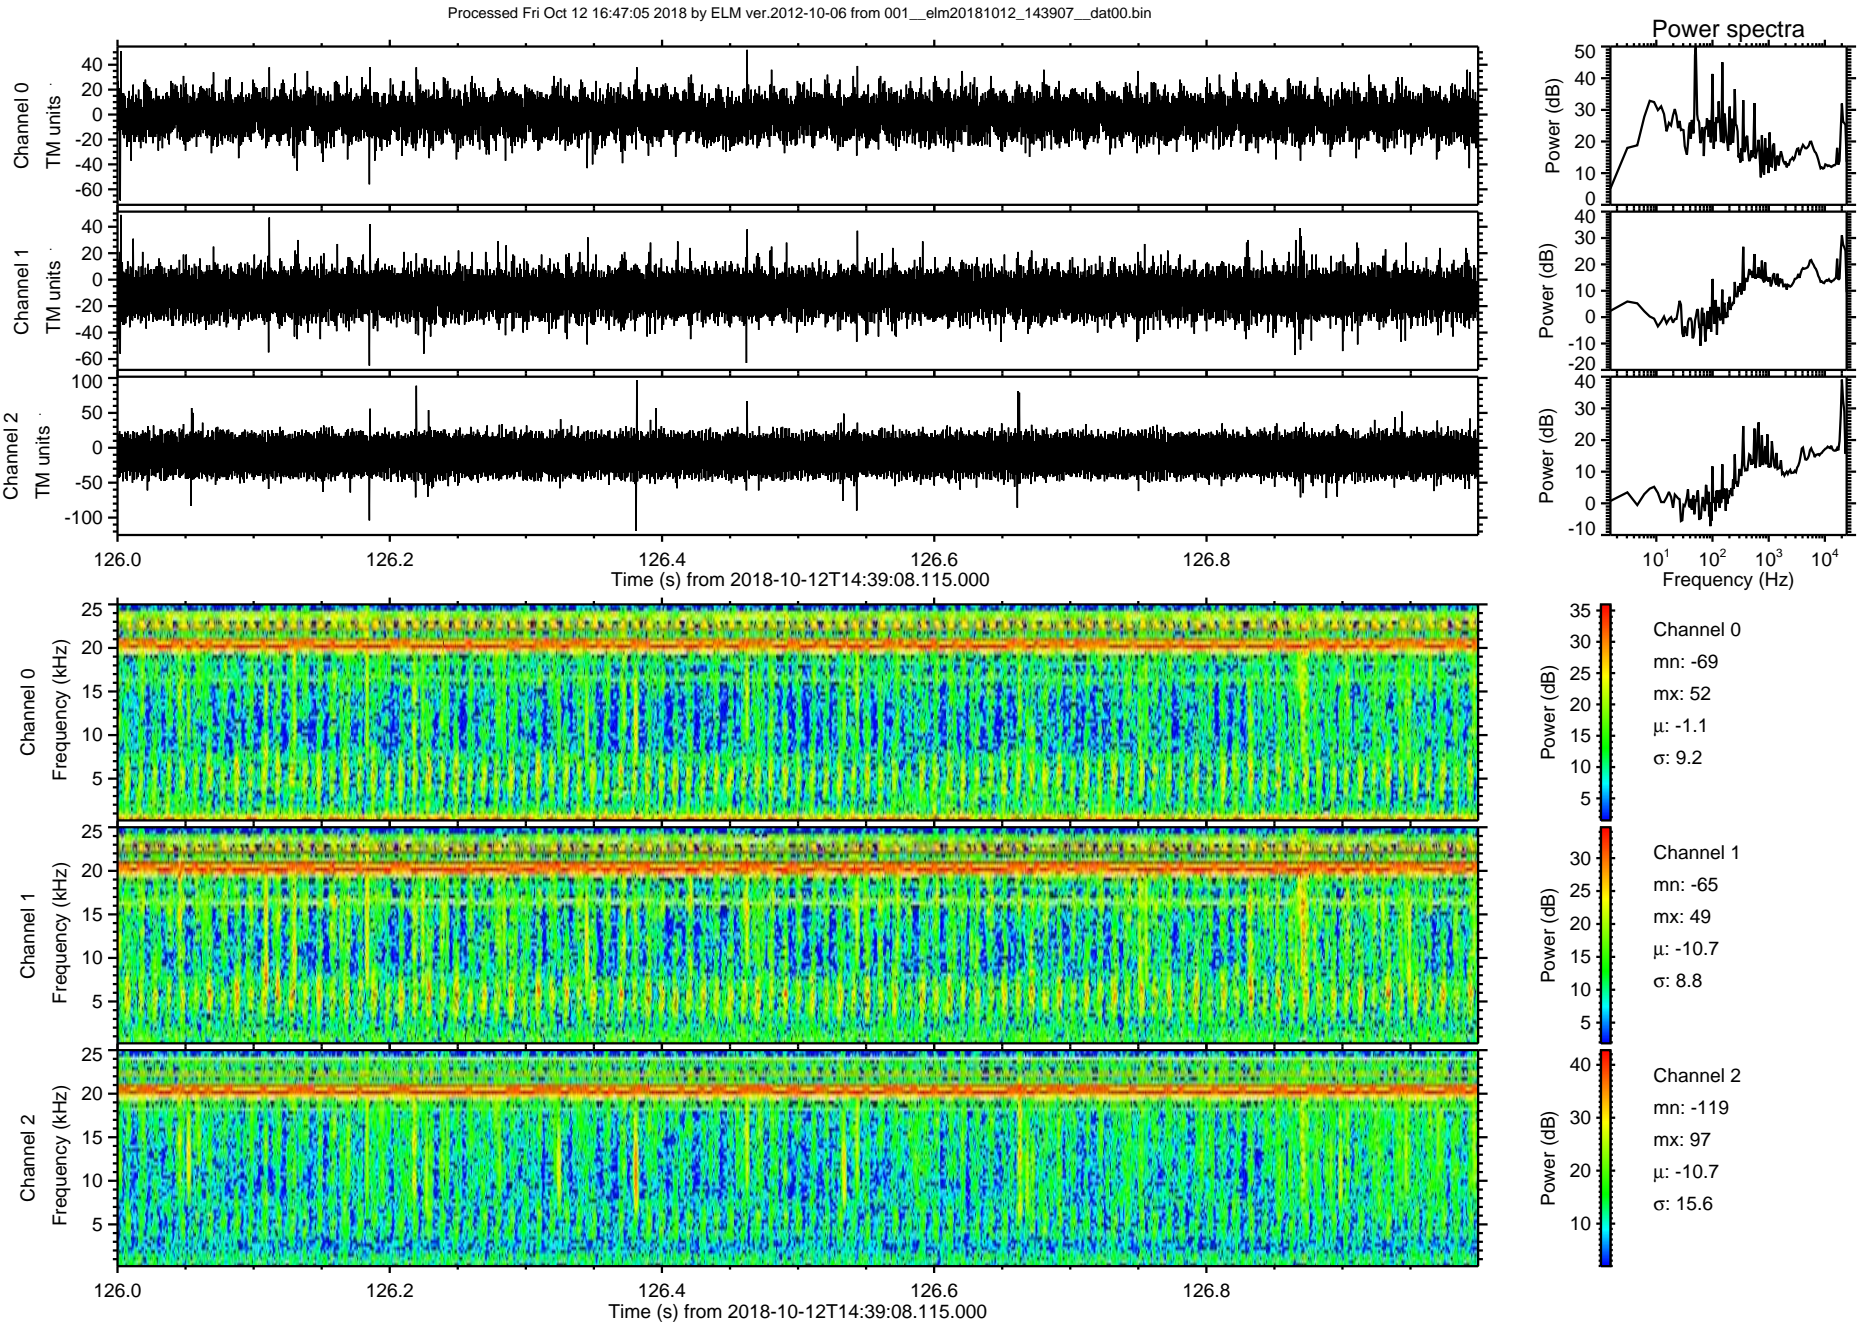 Processed Fri Oct 12 16:47:05 2018 by ELM ver.2012-10-06 from 001__elm20181012_143907__dat00.bin
Power spectra
Channel 0
TM units
40
20
0
-20
-40
-60
Power (dB)
50
40
30
20
10
0
Channel 1
TM units
40
20
0
-20
-40
-60
Power (dB)
40
30
20
10
0
-10
-20
Channel 2
TM units
100
50
0
-50
-100
Power (dB)
40
30
20
10
0
-10
126.0 126.2 126.4 126.6 126.8
Time (s) from 2018-10-12T14:39:08.115.000
10^1 10^2 10^3 10^4
Frequency (Hz)
Channel 0
Frequency (kHz)
25
20
15
10
5
Power (dB)
35
30
25
20
15
10
5
Channel 0
mn: -69
mx: 52
μ: -1.1
σ: 9.2
Channel 1
Frequency (kHz)
25
20
15
10
5
Power (dB)
30
25
20
15
10
5
Channel 1
mn: -65
mx: 49
μ: -10.7
σ: 8.8
Channel 2
Frequency (kHz)
25
20
15
10
5
Power (dB)
40
30
20
10
Channel 2
mn: -119
mx: 97
μ: -10.7
σ: 15.6
126.0 126.2 126.4 126.6 126.8
Time (s) from 2018-10-12T14:39:08.115.000